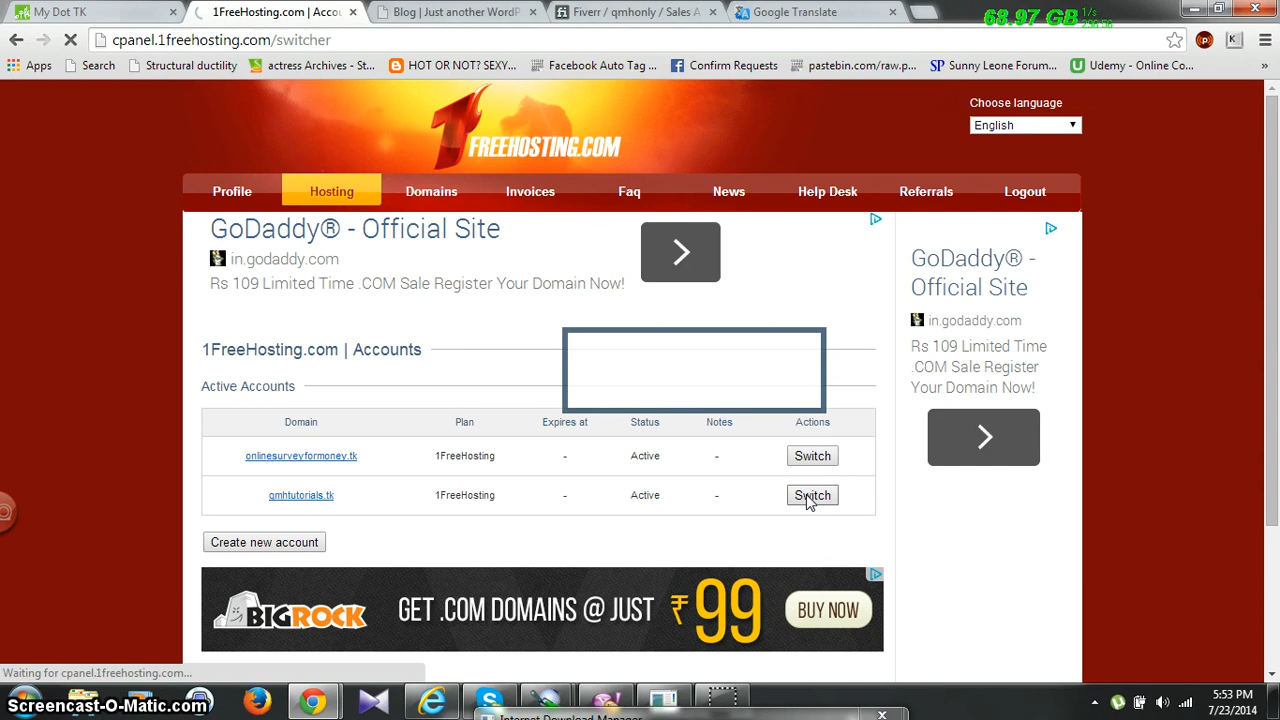 My Dot TK
1FreeHosting.com | Accou
Blog | Just another WordP
Fiverr / qmhonly / Sales A
Google Translate
68.97 GB 1/s
cpanel.1freehosting.com/switcher
Apps
Search
Structural ductility
actress Archives - St...
HOT OR NOT? SEXY...
Facebook Auto Tag ...
Confirm Requests
pastebin.com/raw.p...
SP Sunny Leone Forum...
Udemy - Online Co...
Choose language
English
1FREEHOSTING.COM
Profile
Hosting
Domains
Invoices
Faq
News
Help Desk
Referrals
Logout
GoDaddy® - Official Site
in.godaddy.com
Rs 109 Limited Time .COM Sale Register Your Domain Now!
GoDaddy® -
Official Site
in.godaddy.com
Rs 109 Limited Time
.COM Sale Register
Your Domain Now!
1FreeHosting.com | Accounts
Active Accounts
Domain Plan Expires at Status Notes Actions
onlinesurveyformoney.tk 1FreeHosting - Active - Switch
qmhtutorials.tk 1FreeHosting - Active - Switch
Create new account
BIGROCK GET .COM DOMAINS @ JUST ₹99 BUY NOW
Waiting for cpanel.1freehosting.com...
5:53 PM
7/23/2014
Screencast-O-Matic.com
Internet Download Manager